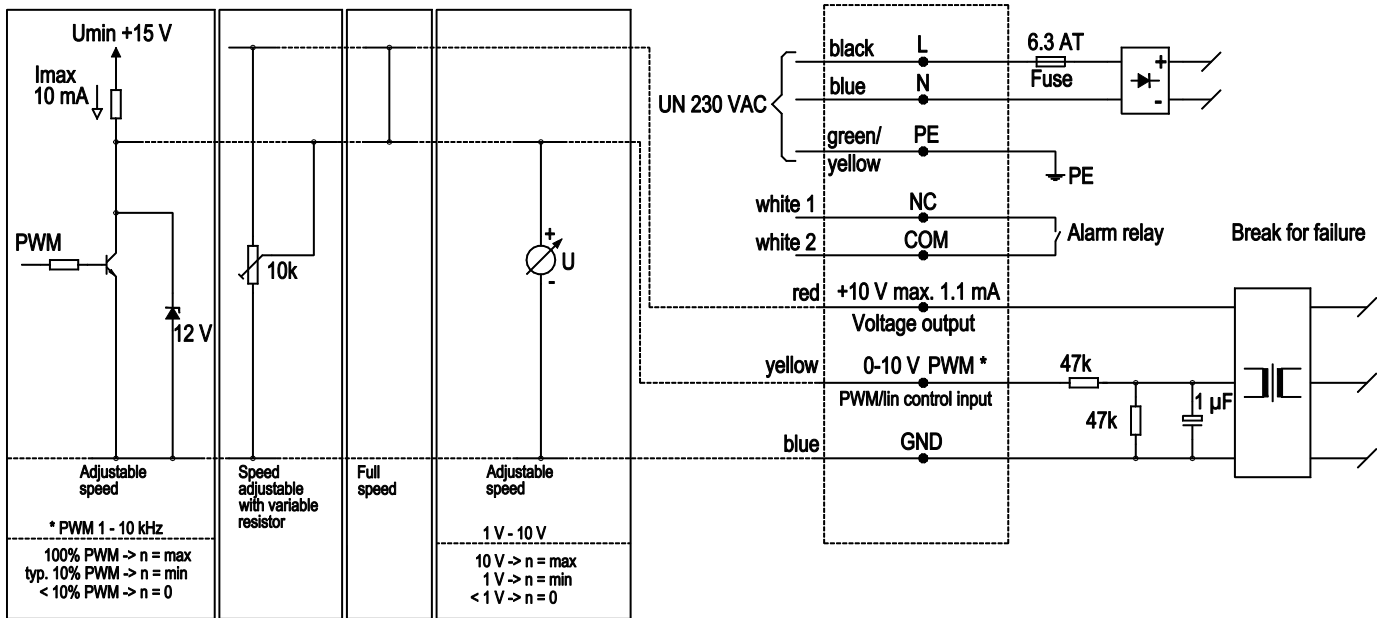 Umin +15 V
Imax
10 mA
PWM
12 V
Adjustable
speed
* PWM 1 - 10 kHz
100% PWM -> n = max
typ. 10% PWM -> n = min
< 10% PWM -> n = 0
10k
Speed
adjustable
with variable
resistor
Full
speed
+
U
-
Adjustable
speed
1 V - 10 V
10 V -> n = max
1 V -> n = min
< 1 V -> n = 0
UN 230 VAC
black
L
6.3 AT
Fuse
+
-
blue
N
green/
yellow
PE
PE
white 1
NC
white 2
COM
Alarm relay
Break for failure
red
+10 V max. 1.1 mA
Voltage output
yellow
0-10 V PWM *
PWM/lin control input
47k
47k
1 µF
blue
GND